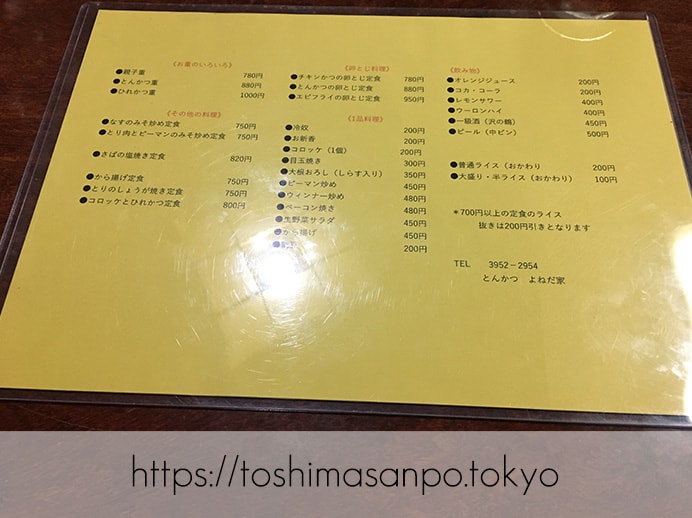 《お重のいろいろ》
●親子重 780円
●とんかつ重 880円
●ひれかつ重 1000円
《その他の料理》
●なすのみそ炒め定食 750円
●とり肉とピーマンのみそ炒め定食 750円
●さばの塩焼き定食 820円
●から揚げ定食 750円
●とりのしょうが焼き定食 750円
●コロッケとひれかつ定食 800円
《卵とじ料理》
●チキンかつの卵とじ定食 780円
●とんかつの卵とじ定食 880円
●エビフライの卵とじ定食 950円
《1品料理》
●冷奴 200円
●お新香 200円
●コロッケ（1個） 200円
●目玉焼き 300円
●大根おろし（しらす入り） 350円
●ピーマン炒め 450円
●ウィンナー炒め 480円
●ベーコン焼き 480円
●生野菜サラダ 450円
●から揚げ 450円
200円
《飲み物》
●オレンジジュース 200円
●コカ・コーラ 200円
●レモンサワー 400円
●ウーロンハイ 400円
●一級酒（沢の鶴） 450円
●ビール（中ビン） 500円
●普通ライス（おかわり 200円
●大盛り・半ライス（おかわり） 100円
＊700円以上の定食のライス
抜きは200円引きとなります
TEL 3952－2954
とんかつ よねだ家
https://toshimasanpo.tokyo